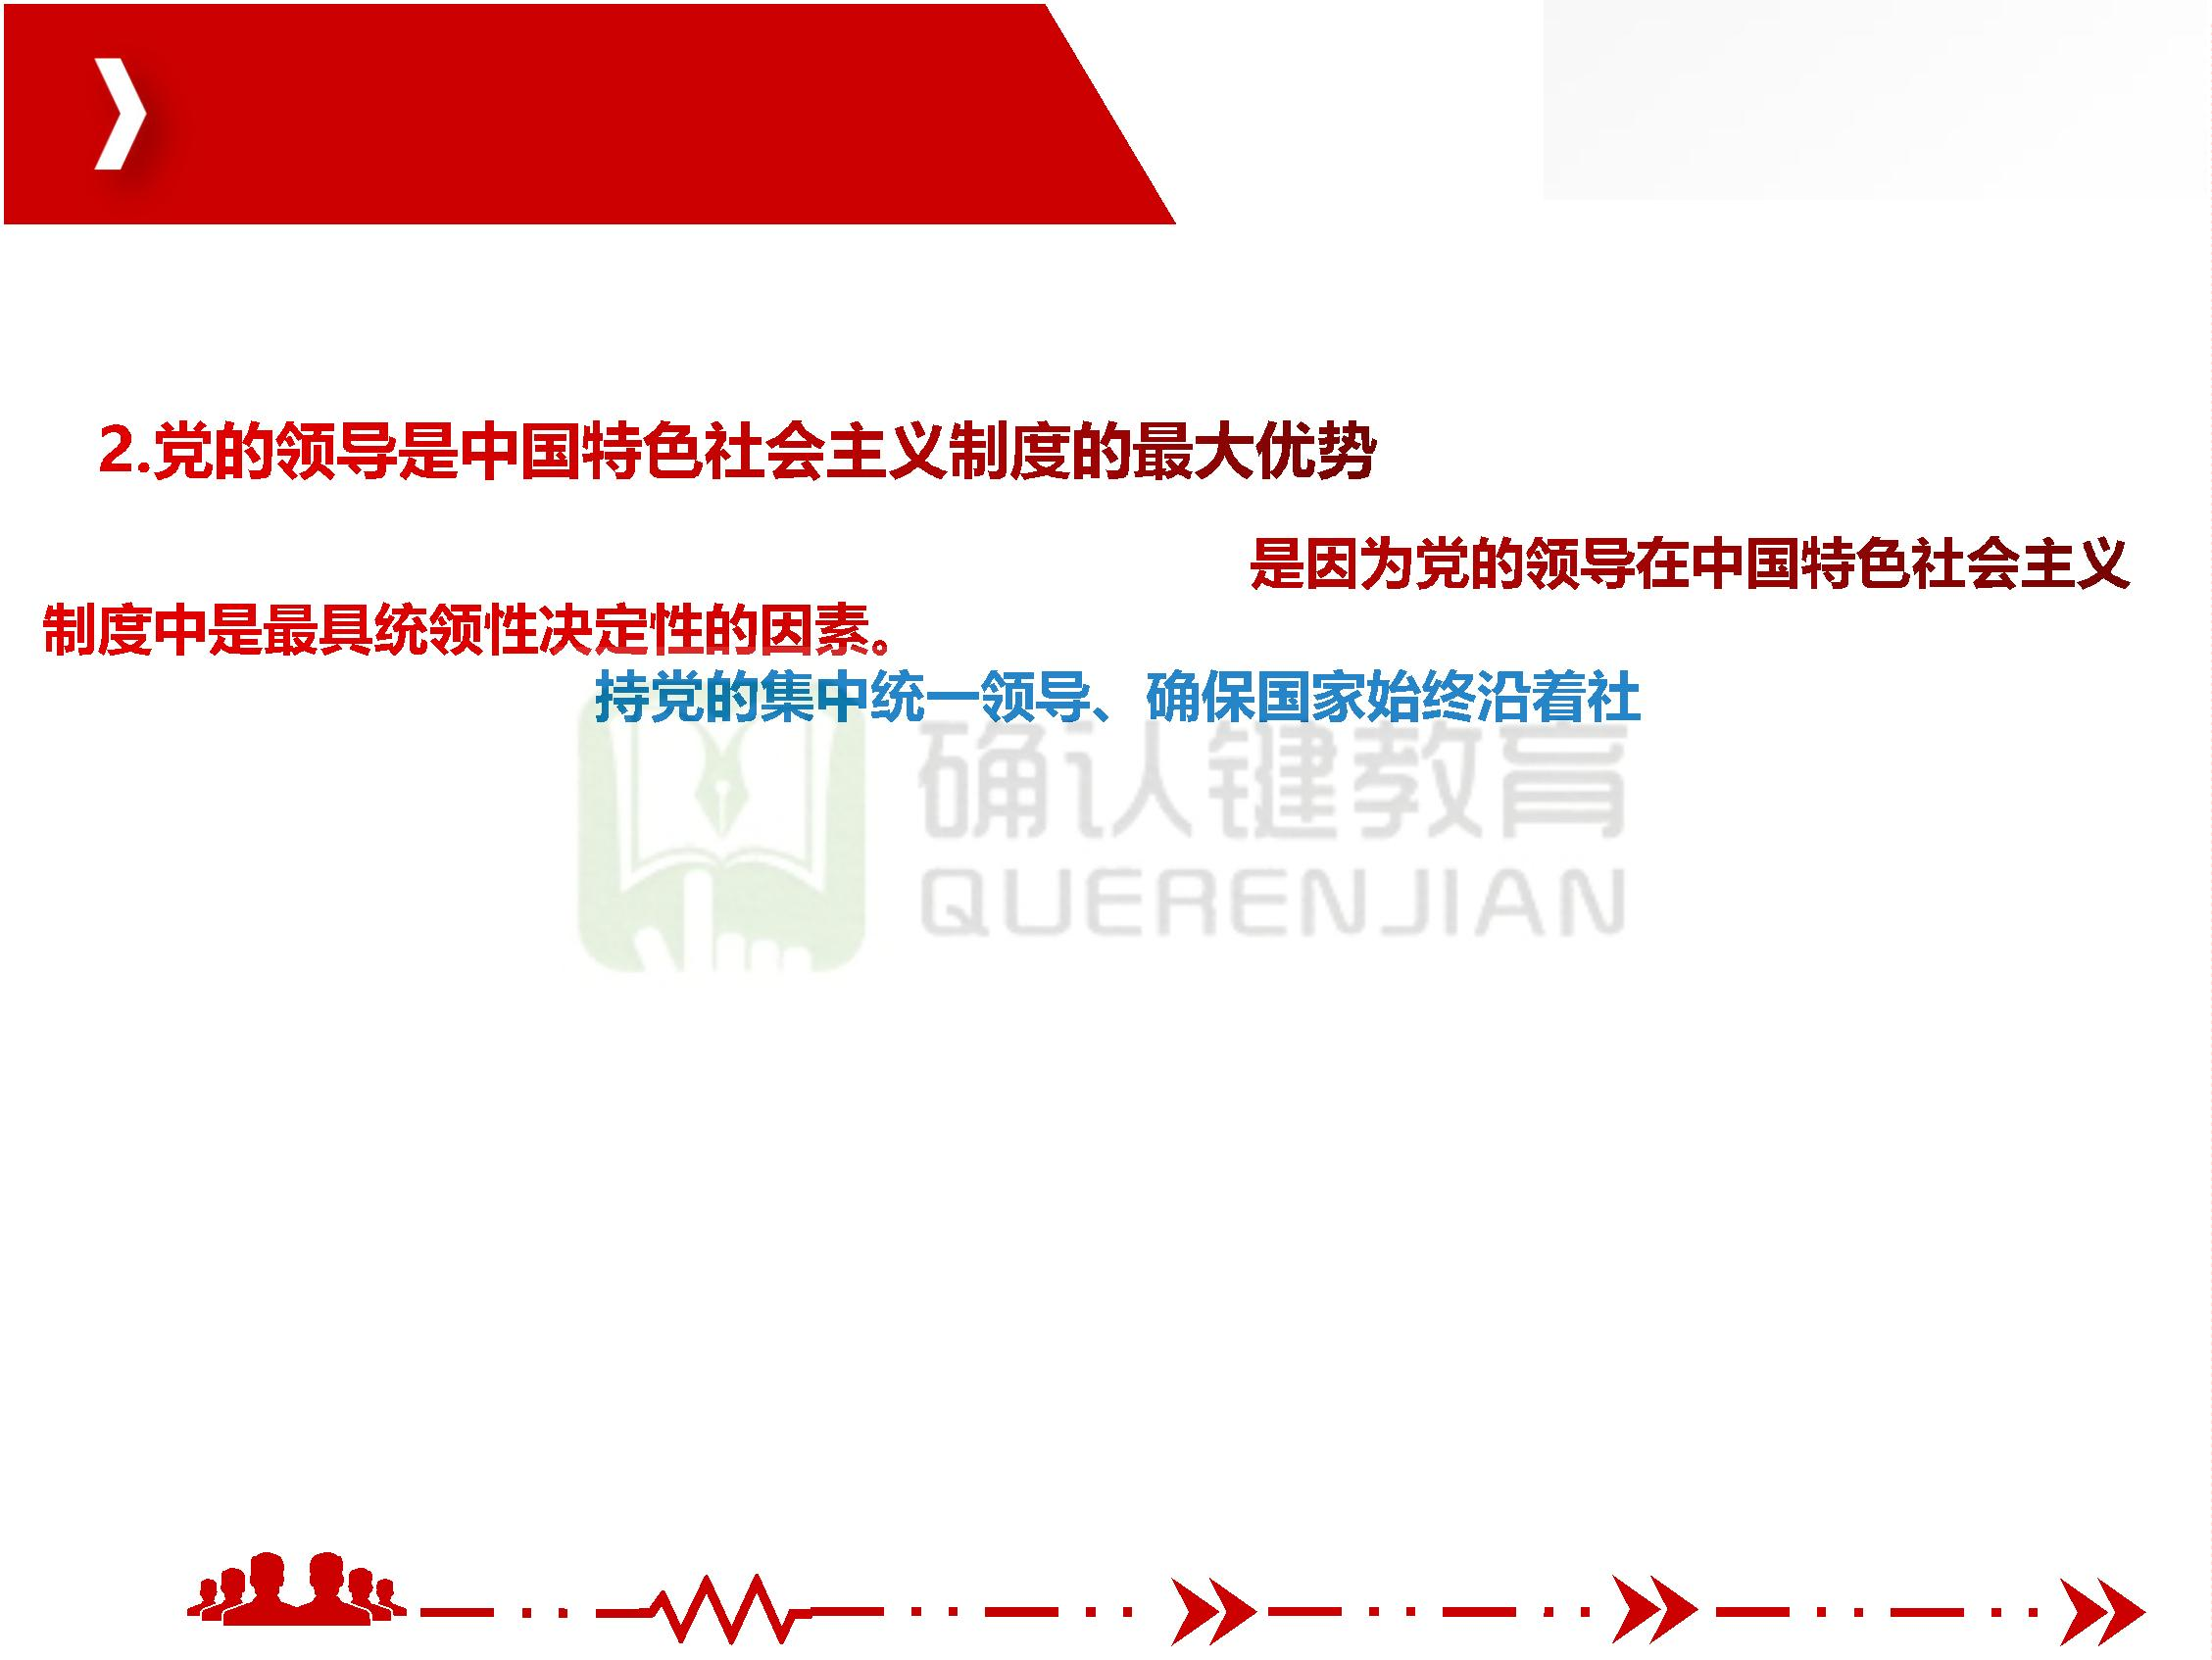 2.党的领导是中国特色社会主义制度的最大优势
是因为党的领导在中国特色社会主义
制度中是最具统领性决定性的因素。
持党的集中统一领导、确保国家始终沿着社
确认键教育
QUERENJIAN